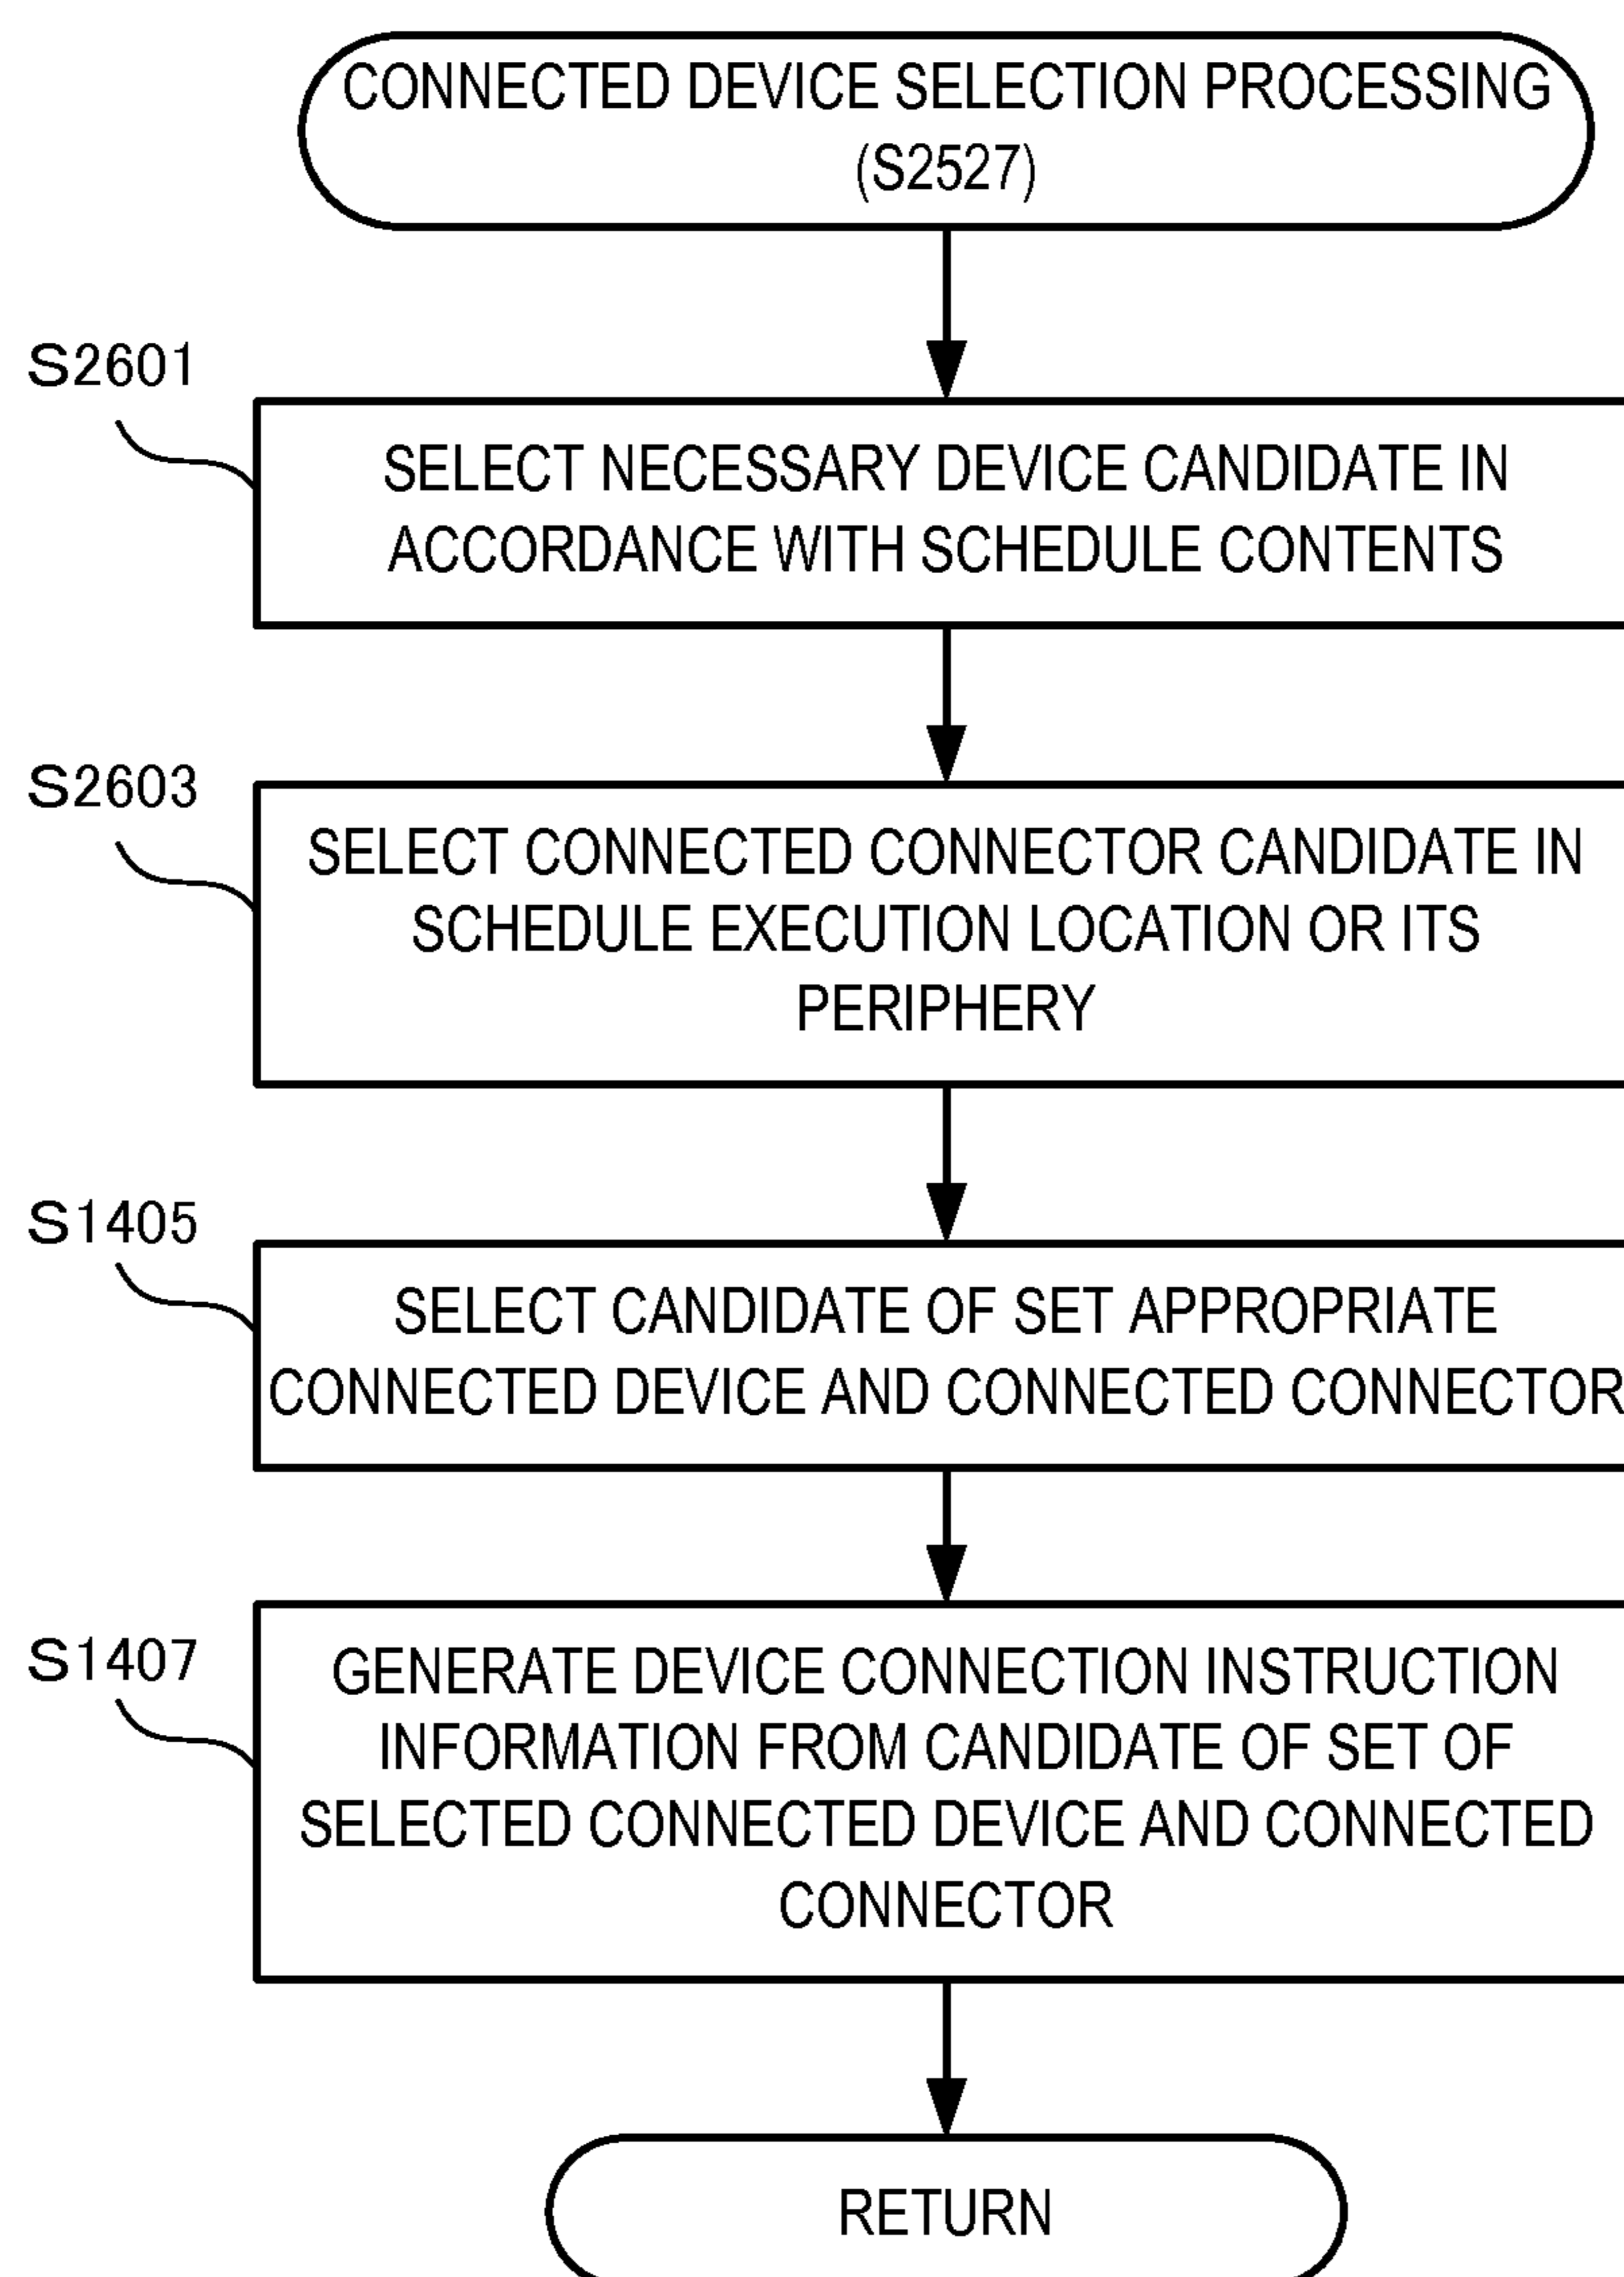 CONNECTED DEVICE SELECTION PROCESSING
(S2527)
S2601
SELECT NECESSARY DEVICE CANDIDATE IN
ACCORDANCE WITH SCHEDULE CONTENTS
S2603
SELECT CONNECTED CONNECTOR CANDIDATE IN
SCHEDULE EXECUTION LOCATION OR ITS
PERIPHERY
S1405
SELECT CANDIDATE OF SET APPROPRIATE
CONNECTED DEVICE AND CONNECTED CONNECTOR
S1407
GENERATE DEVICE CONNECTION INSTRUCTION
INFORMATION FROM CANDIDATE OF SET OF
SELECTED CONNECTED DEVICE AND CONNECTED
CONNECTOR
RETURN